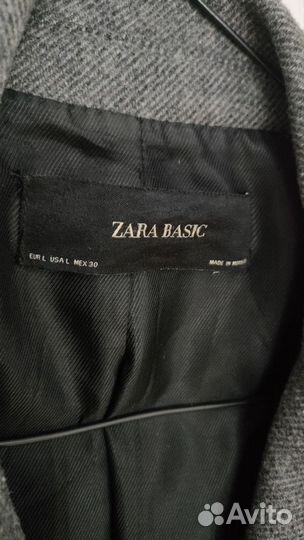 ZARA BASIC
EUR L USA L MEX 30
MADE IN
Avito